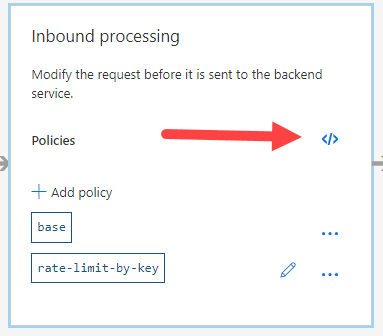 Inbound processing
Modify the request before it is sent to the backend
service.
Policies </>
+ Add policy
base ...
rate-limit-by-key ...